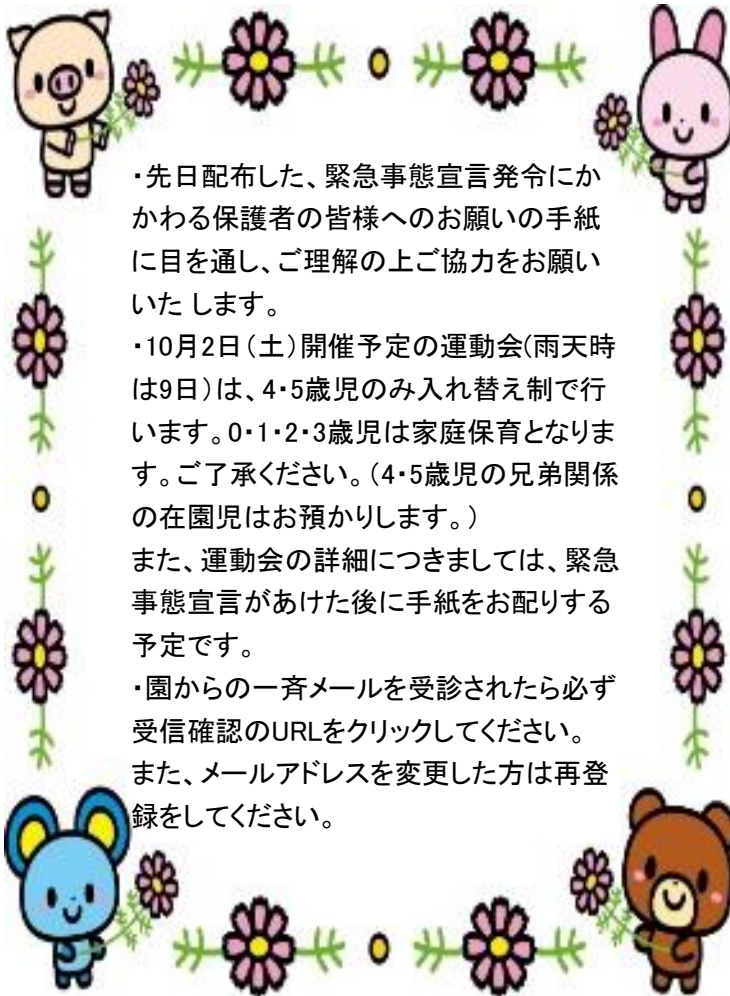 ・先日配布した、緊急事態宣言発令にか
かわる保護者の皆様へのお願いの手紙
に目を通し、ご理解の上ご協力をお願い
いた します。
・10月2日（土）開催予定の運動会(雨天時
は9日）は、4・5歳児のみ入れ替え制で行
います。0・1・2・3歳児は家庭保育となりま
す。ご了承ください。（4・5歳児の兄弟関係
の在園児はお預かりします。）
また、運動会の詳細につきましては、緊急
事態宣言があけた後に手紙をお配りする
予定です。
・園からの一斉メールを受診されたら必ず
受信確認のURLをクリックしてください。
また、メールアドレスを変更した方は再登
録をしてください。